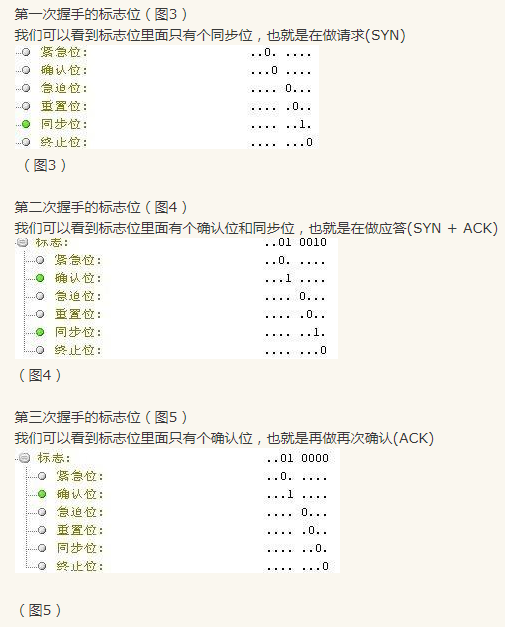 第一次握手的标志位（图3）
我们可以看到标志位里面只有个同步位，也就是在做请求(SYN)
紧急位： ..0. ....
确认位： ...0 ....
急迫位： .... 0...
重置位： .... .0..
同步位： .... ..1.
终止位： .... ...0
（图3）
第二次握手的标志位（图4）
我们可以看到标志位里面有个确认位和同步位，也就是在做应答(SYN + ACK)
标志： ..01 0010
紧急位： ..0. ....
确认位： ...1 ....
急迫位： .... 0...
重置位： .... .0..
同步位： .... ..1.
终止位： .... ...0
（图4）
第三次握手的标志位（图5）
我们可以看到标志位里面只有个确认位，也就是再做再次确认(ACK)
标志： ..01 0000
紧急位： ..0. ....
确认位： ...1 ....
急迫位： .... 0...
重置位： .... .0..
同步位： .... ..0.
终止位： .... ...0
（图5）